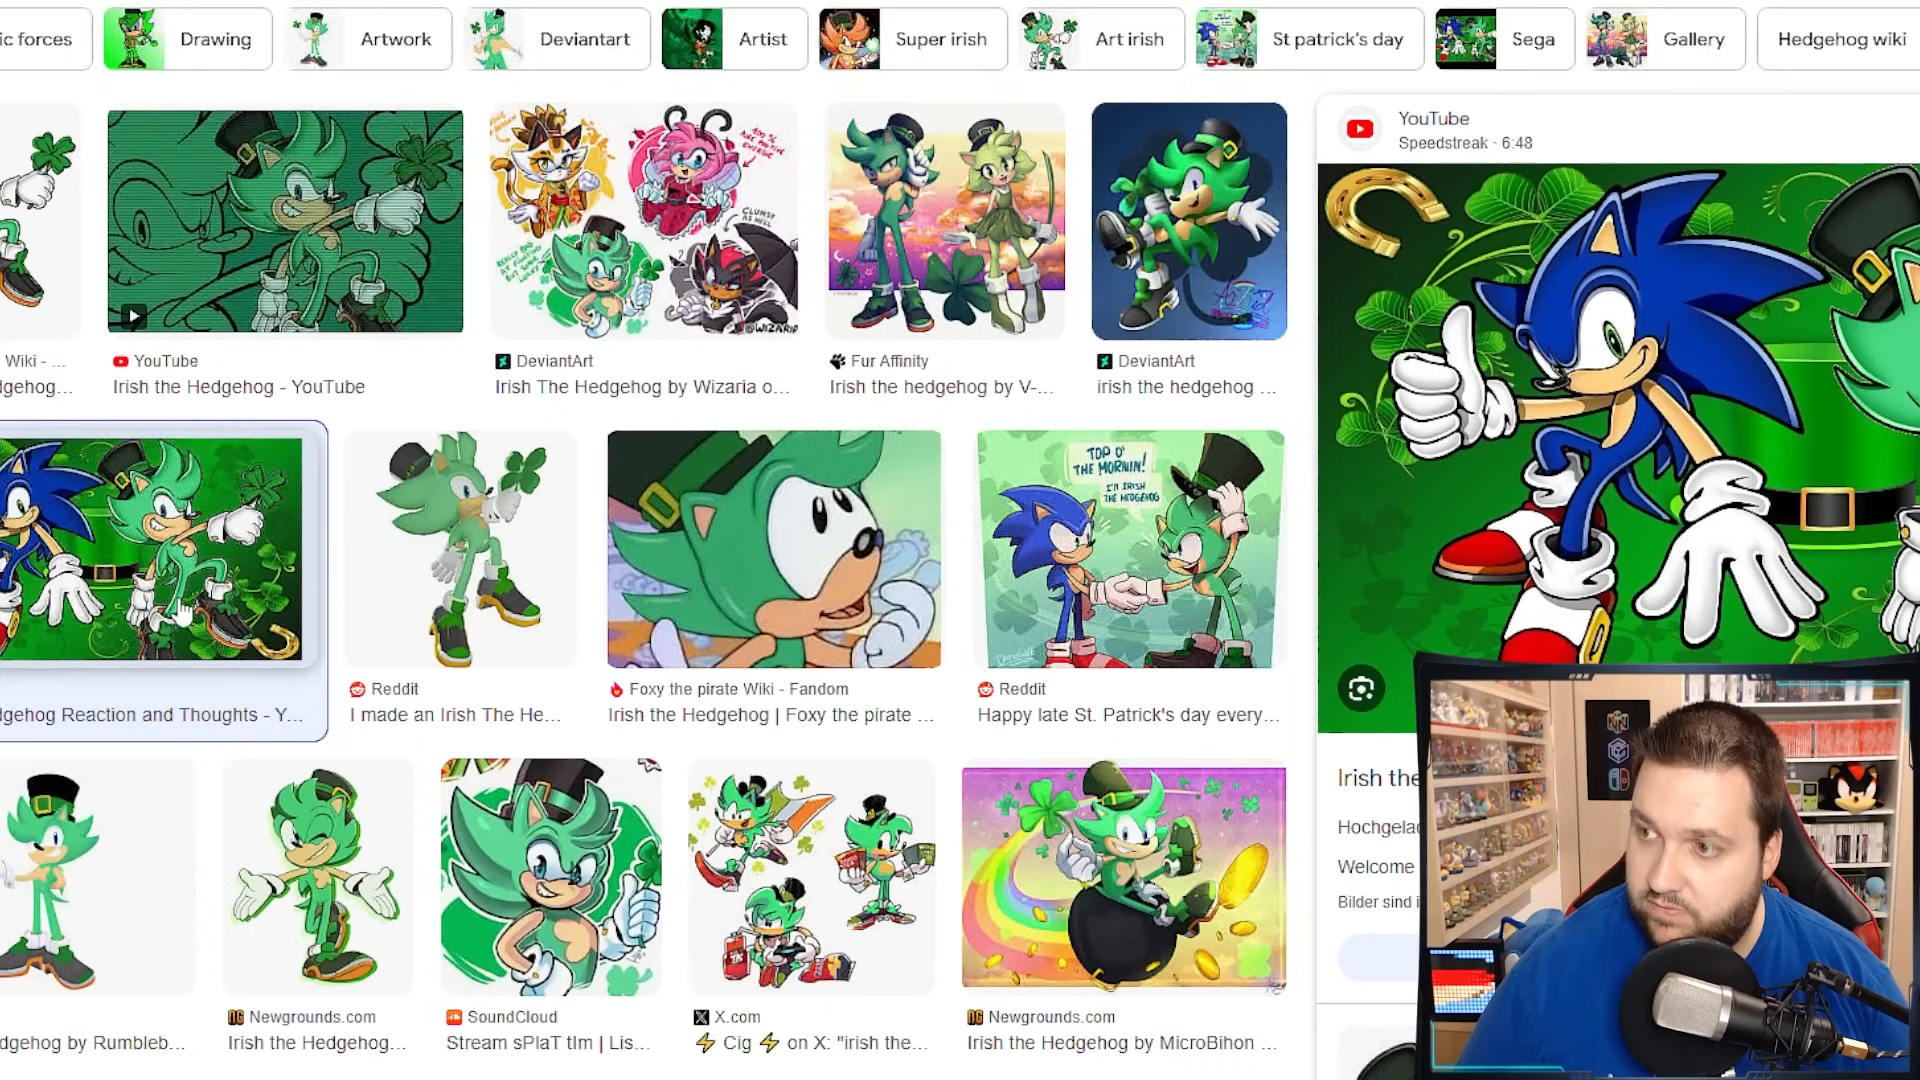 ic forces
Drawing
Artwork
Deviantart
Artist
Super irish
Art irish
St patrick's day
Sega
Gallery
Hedgehog wiki
YouTube
Speedstreak · 6:48
CLUMSY
AS HELL
@WIZARIA
Wiki - ...
dgehog...
YouTube
Irish the Hedgehog - YouTube
DeviantArt
Irish The Hedgehog by Wizaria o...
Fur Affinity
Irish the hedgehog by V-...
DeviantArt
irish the hedgehog ...
TOP O'
THE MORNIN!
I'M IRISH
THE HEDGEHOG
dgehog Reaction and Thoughts - Y...
Reddit
I made an Irish The He...
Foxy the pirate Wiki - Fandom
Irish the Hedgehog | Foxy the pirate ...
Reddit
Happy late St. Patrick's day every...
Irish the
Hochgelad
Welcome
Bilder sind i
dgehog by Rumbleb...
Newgrounds.com
Irish the Hedgehog...
SoundCloud
Stream sPlaT tIm | Lis...
X.com
⚡ Cig ⚡ on X: "irish the...
Newgrounds.com
Irish the Hedgehog by MicroBihon ...